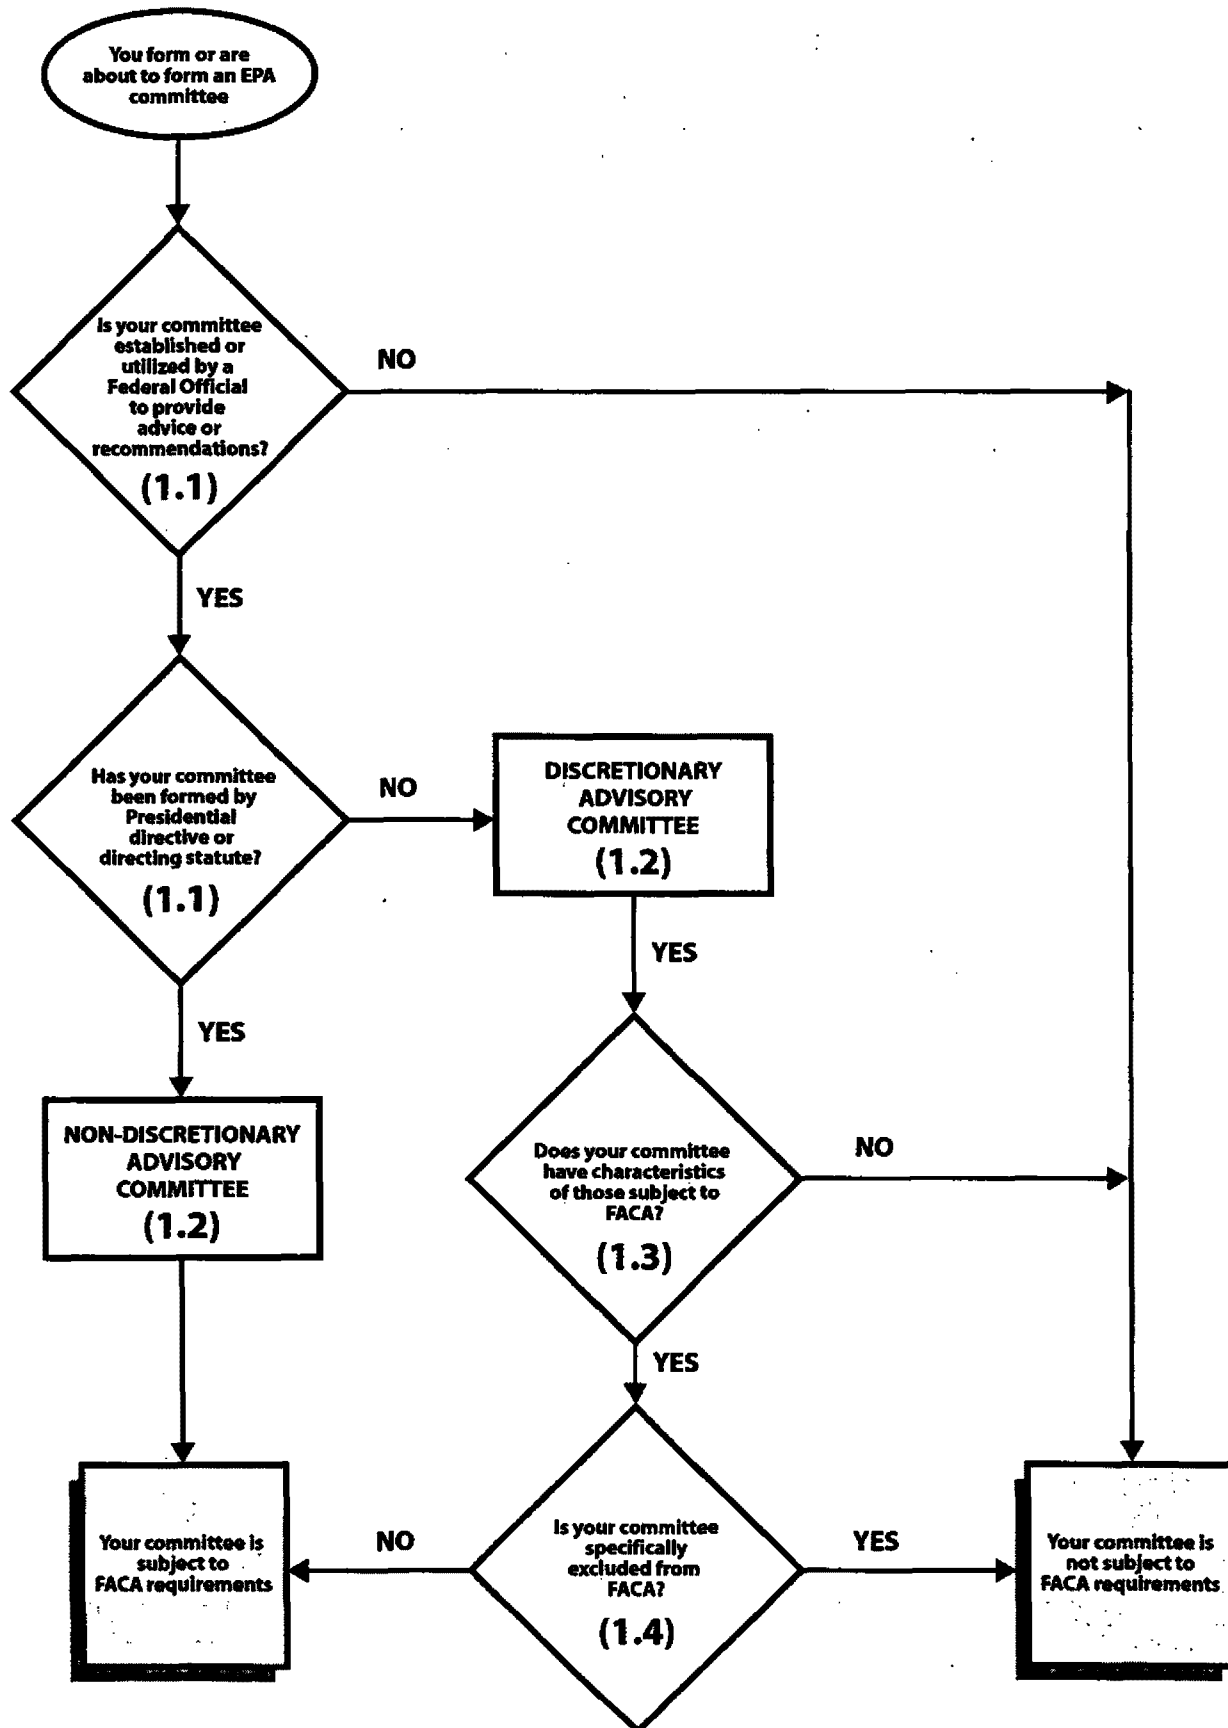 You form or are
about to form an EPA
committee
Is your committee
established or
utilized by a
Federal Official
to provide
advice or
recommendations?
(1.1)
NO
YES
Has your committee
been formed by
Presidential
directive or
directing statute?
(1.1)
NO
DISCRETIONARY
ADVISORY
COMMITTEE
(1.2)
YES
YES
NON-DISCRETIONARY
ADVISORY
COMMITTEE
(1.2)
Does your committee
have characteristics
of those subject to
FACA?
(1.3)
NO
YES
Your committee is
subject to
FACA requirements
NO
Is your committee
specifically
excluded from
FACA?
(1.4)
YES
Your committee is
not subject to
FACA requirements